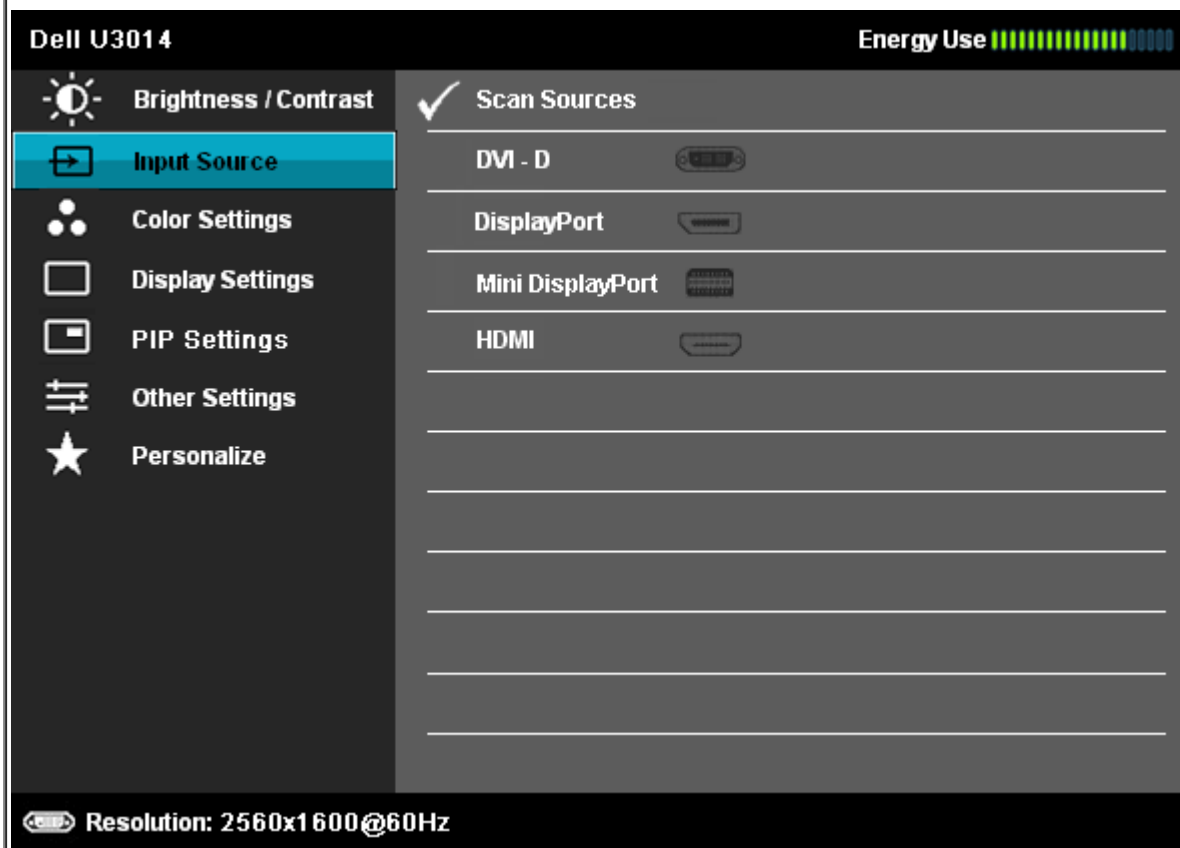 Dell U3014 Energy Use
Brightness / Contrast Scan Sources
Input Source DVI - D
Color Settings DisplayPort
Display Settings Mini DisplayPort
PIP Settings HDMI
Other Settings
Personalize
Resolution: 2560x1600@60Hz